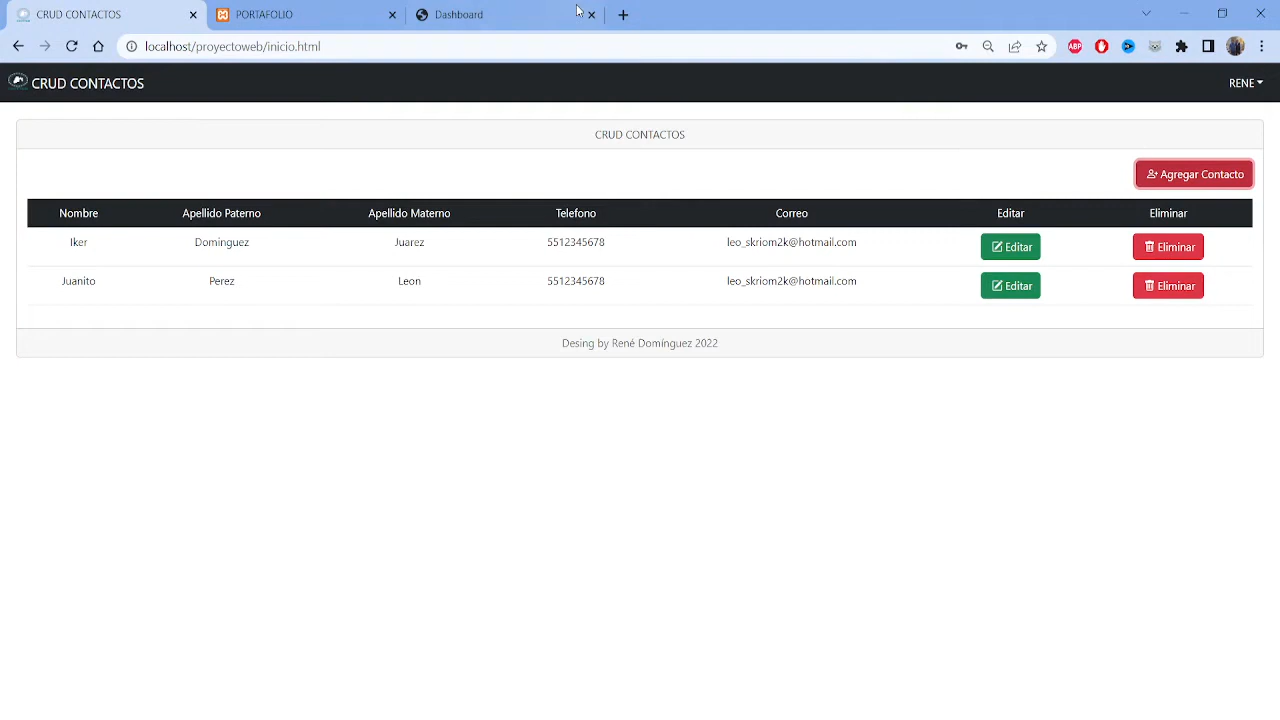 CRUD CONTACTOS
PORTAFOLIO
Dashboard
localhost/proyectoweb/inicio.html
ABP
CRUD CONTACTOS
RENE
CRUD CONTACTOS
Agregar Contacto
Nombre Apellido Paterno Apellido Materno Telefono Correo Editar Eliminar
Iker Dominguez Juarez 5512345678 leo_skriom2k@hotmail.com Editar Eliminar
Juanito Perez Leon 5512345678 leo_skriom2k@hotmail.com Editar Eliminar
Desing by René Domínguez 2022